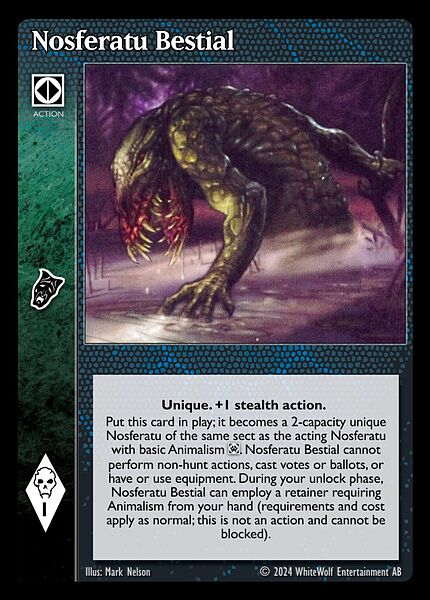 Nosferatu Bestial
ACTION
Unique. +1 stealth action.
Put this card in play; it becomes a 2-capacity unique
Nosferatu of the same sect as the acting Nosferatu
with basic Animalism. Nosferatu Bestial cannot
perform non-hunt actions, cast votes or ballots, or
have or use equipment. During your unlock phase,
Nosferatu Bestial can employ a retainer requiring
Animalism from your hand (requirements and cost
apply as normal; this is not an action and cannot be
blocked).
1
Illus: Mark Nelson
© 2024 WhiteWolf Entertainment AB